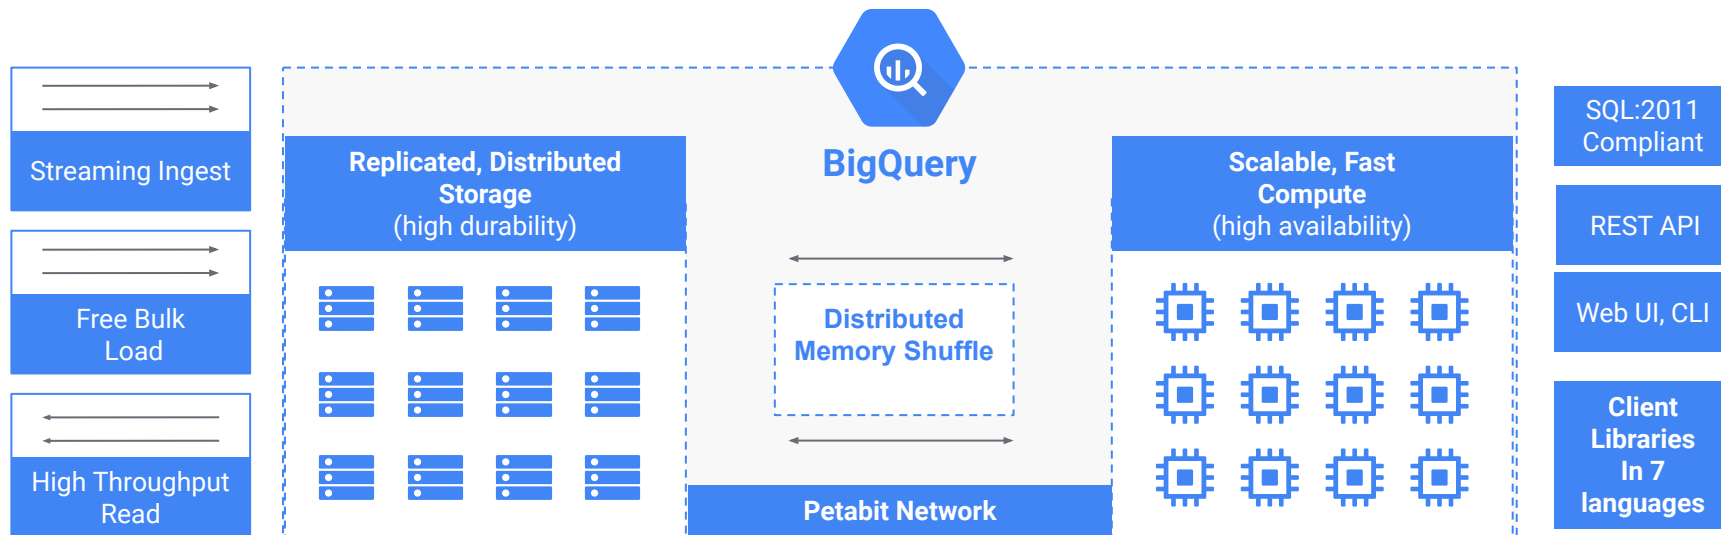 Streaming Ingest
Free Bulk
Load
High Throughput
Read
Replicated, Distributed
Storage
(high durability)
BigQuery
Distributed
Memory Shuffle
Petabit Network
Scalable, Fast
Compute
(high availability)
SQL:2011
Compliant
REST API
Web UI, CLI
Client
Libraries
In 7
languages